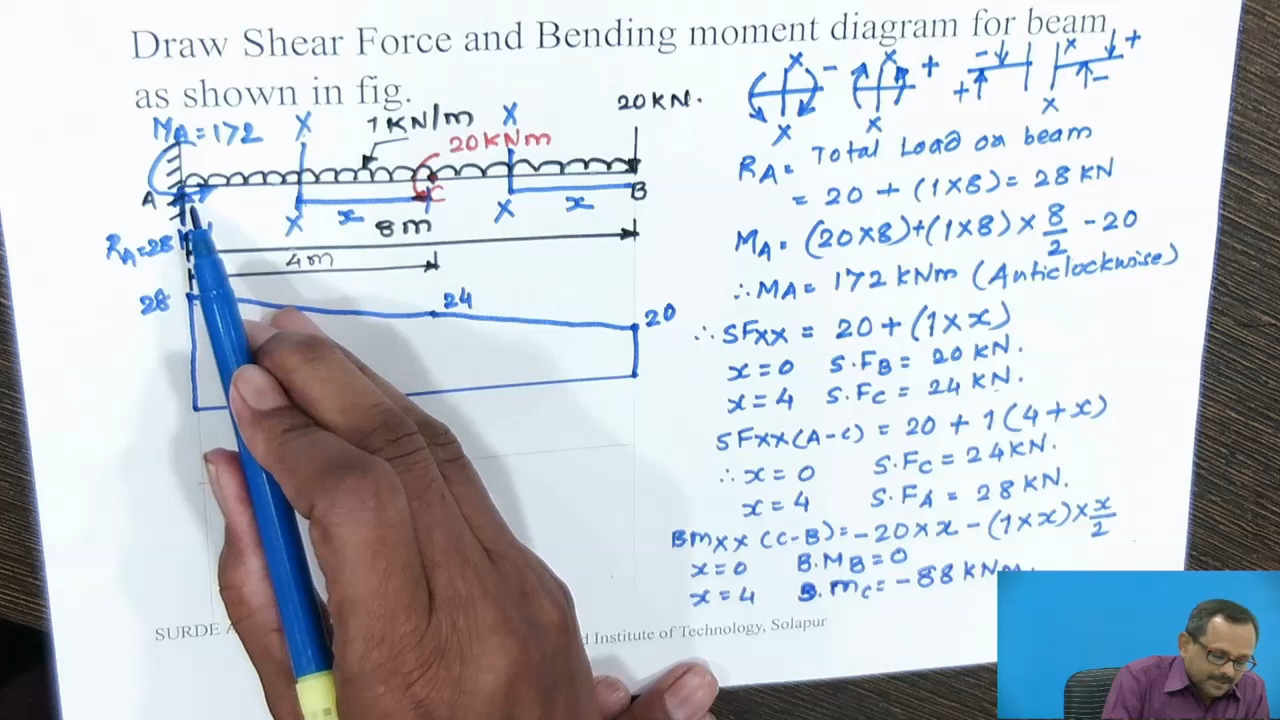 Draw Shear Force and Bending moment diagram for beam
as shown in fig.
MA=172
X
1 KN/m
X
20 KNm
20 KN.
A
C
B
X
x
X
x
8m
RA=28
4m
28
24
20
SURDE
Institute of Technology, Solapur
X
-
X
+
-
X
+
X
X
+
-
X
RA= Total Load on beam
= 20 + (1×8) = 28 KN
MA= (20×8)+(1×8)×8/2 -20
∴MA= 172 KNm (Anticlockwise)
∴SFxx = 20+(1×x)
x=0 S.FB= 20 KN.
x=4 S.FC= 24 KN.
SFxx(A-C) = 20 + 1(4+x)
∴x=0 S.FC=24KN.
x=4 S.FA= 28 KN.
BMxx (C-B)= -20×x -(1×x)×x/2
x=0 B.MB=0
x=4 B.MC= -88 KNm.